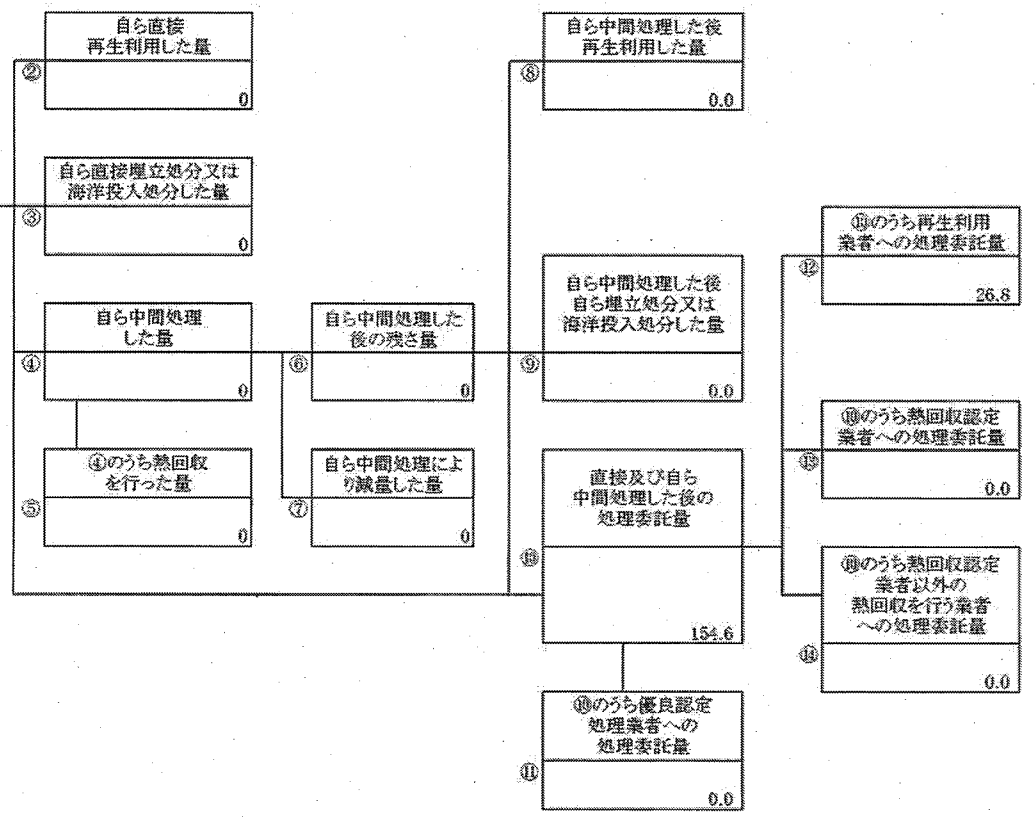 自ら直接
再生利用した量
②
0
自ら直接埋立処分又は
海洋投入処分した量
③
0
自ら中間処理
した量
④
0
④のうち熱回収
を行った量
⑤
0
自ら中間処理した
後の残さ量
⑥
0
自ら中間処理によ
り減量した量
⑦
0
自ら中間処理した後
再生利用した量
⑧
0.0
自ら中間処理した後
自ら埋立処分又は
海洋投入処分した量
⑨
0.0
直接及び自ら
中間処理した後の
処理委託量
⑩
154.6
⑩のうち優良認定
処理業者への
処理委託量
⑪
0.0
⑩のうち再生利用
業者への処理委託量
⑫
26.8
⑩のうち熱回収認定
業者への処理委託量
⑬
0.0
⑩のうち熱回収認定
業者以外の
熱回収を行う業者
への処理委託量
⑭
0.0